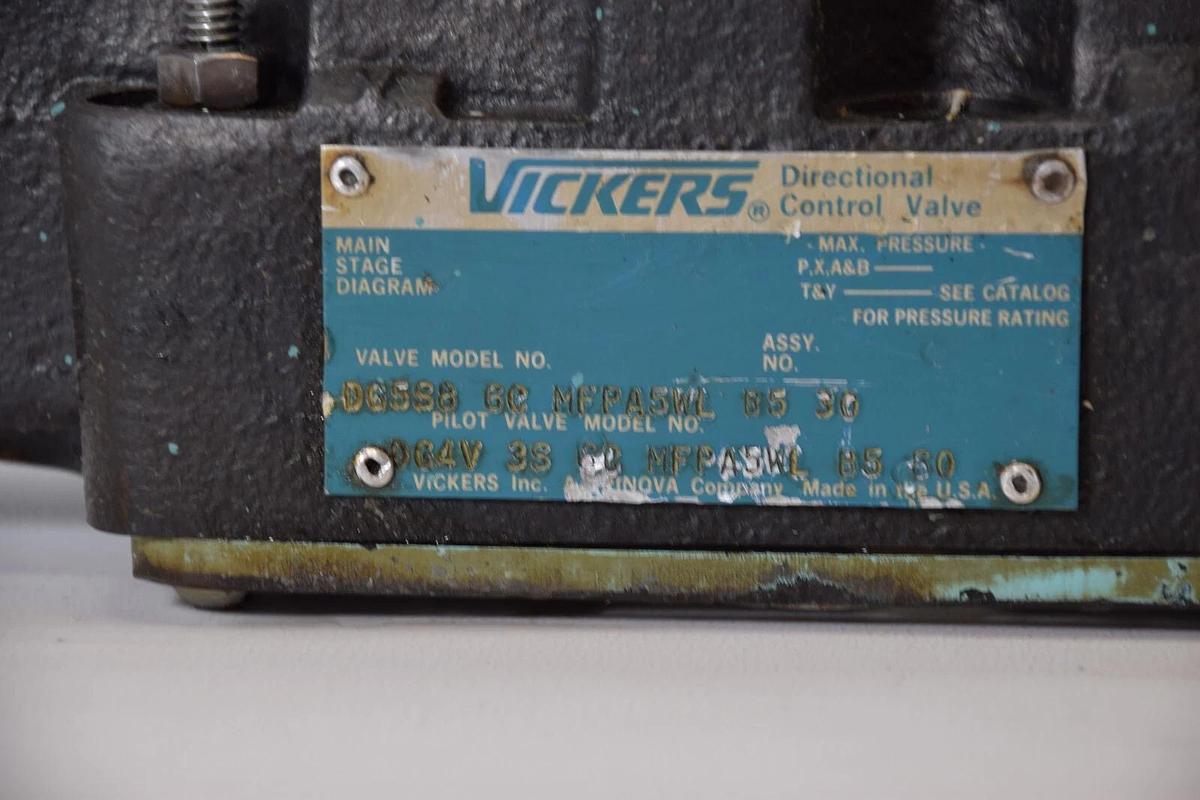 VICKERS® Directional
Control Valve
MAIN
STAGE
DIAGRAM
MAX. PRESSURE
P.X,A&B ——
T&Y —— SEE CATALOG
FOR PRESSURE RATING
VALVE MODEL NO.
ASSY.
NO.
DG5S8 6C MFPA5WL B5 30
PILOT VALVE MODEL NO.
DG4V 3S MFPA5WL B5 60
VICKERS Inc. A Company Made in the U.S.A.